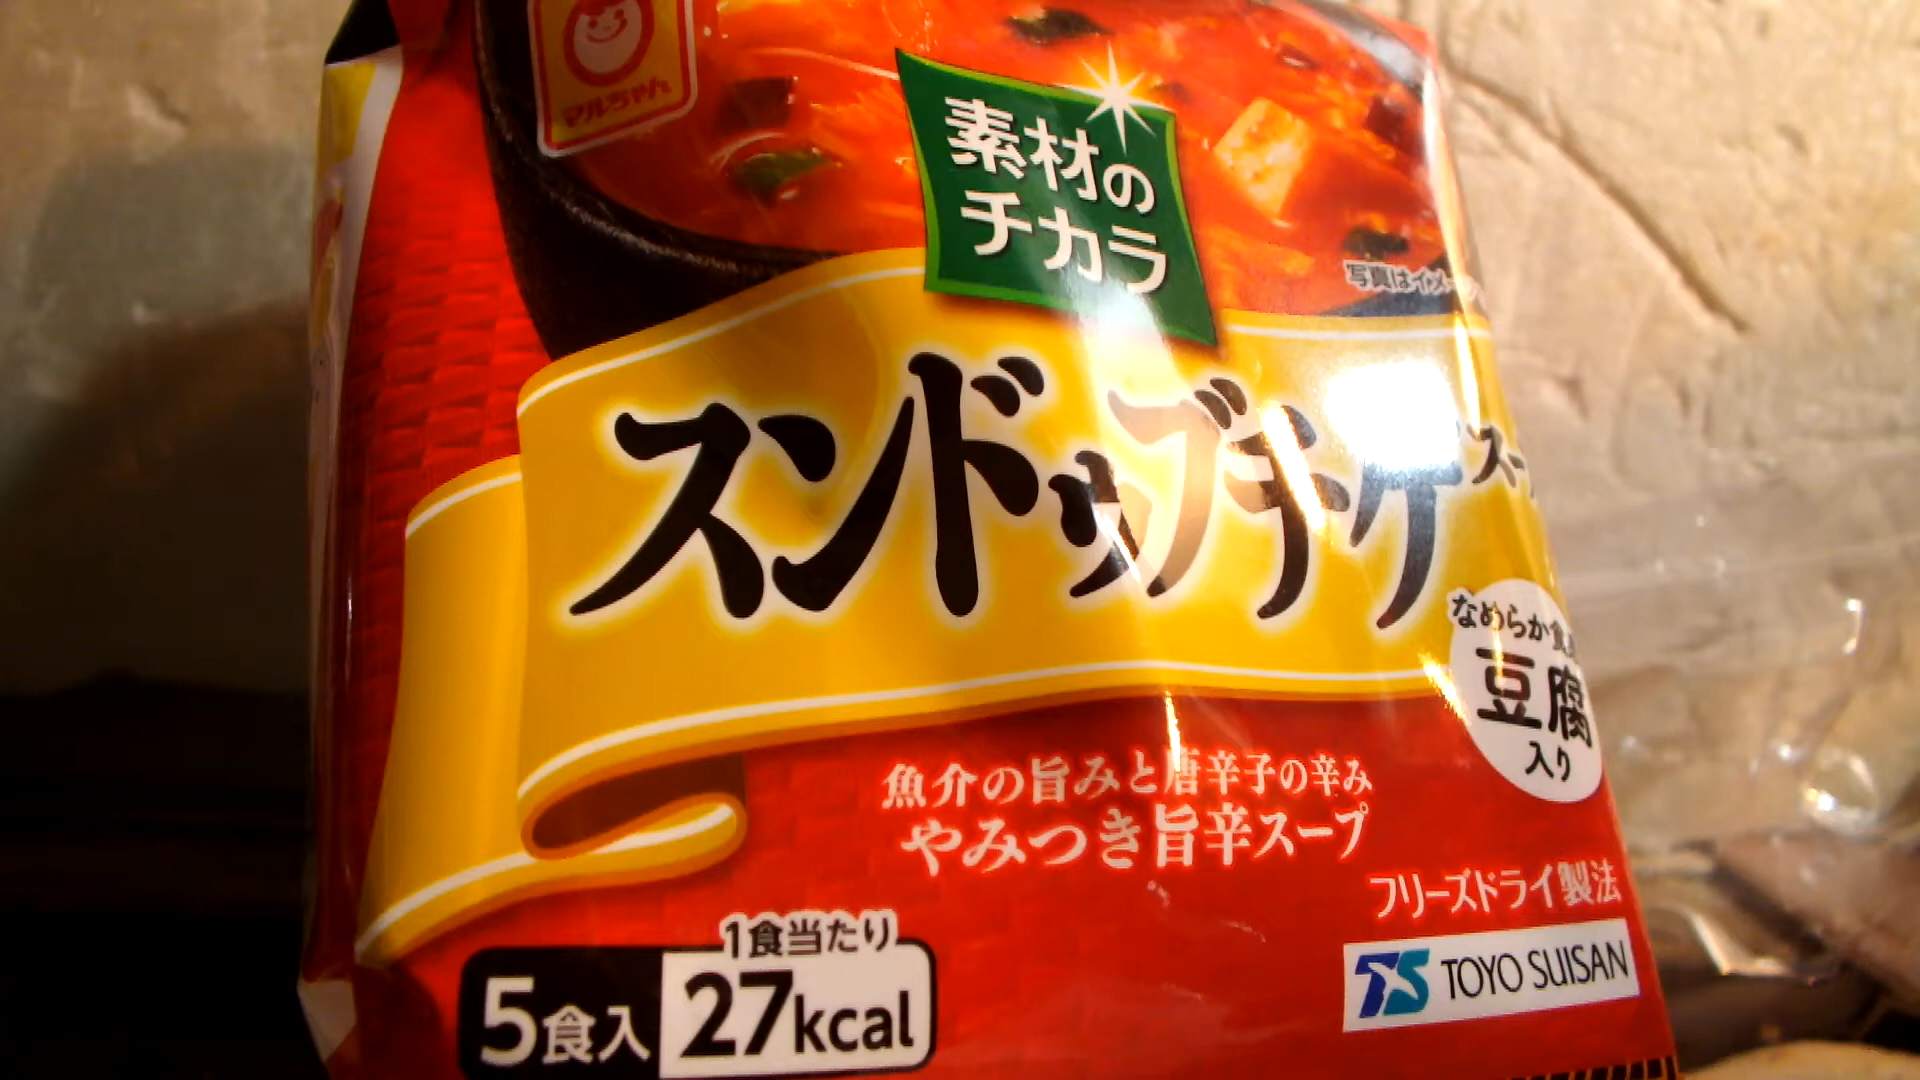 マルちゃん
素材の
チカラ
写真はイメー
スンドゥブチゲ
スー
なめらか食
豆腐
入り
魚介の旨みと唐辛子の辛み
やみつき旨辛スープ
フリーズドライ製法
TS TOYO SUISAN
1食当たり
5食入 27kcal